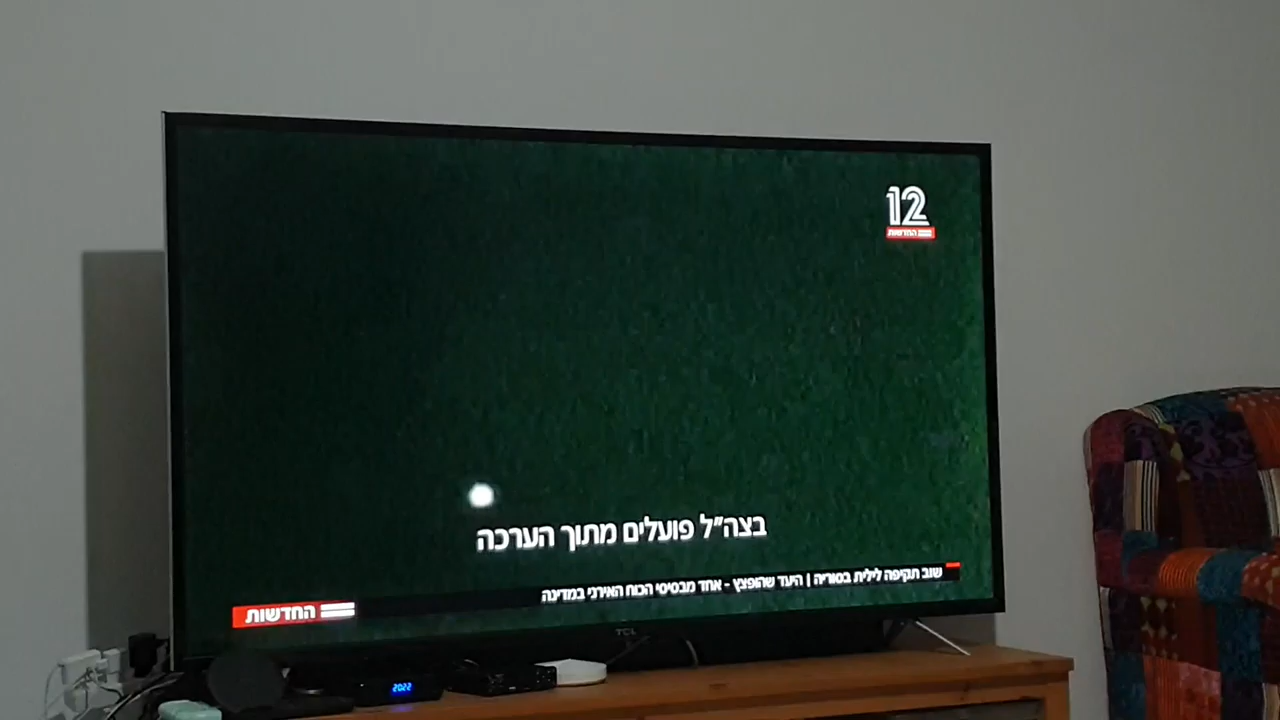 12
החדשות
בצה"ל פועלים מתוך הערכה
שוב תקיפה לילית בסוריה | היעד שהופצץ - אחד מבסיסי הכוח האירני במדינה
החדשות
TCL
2022